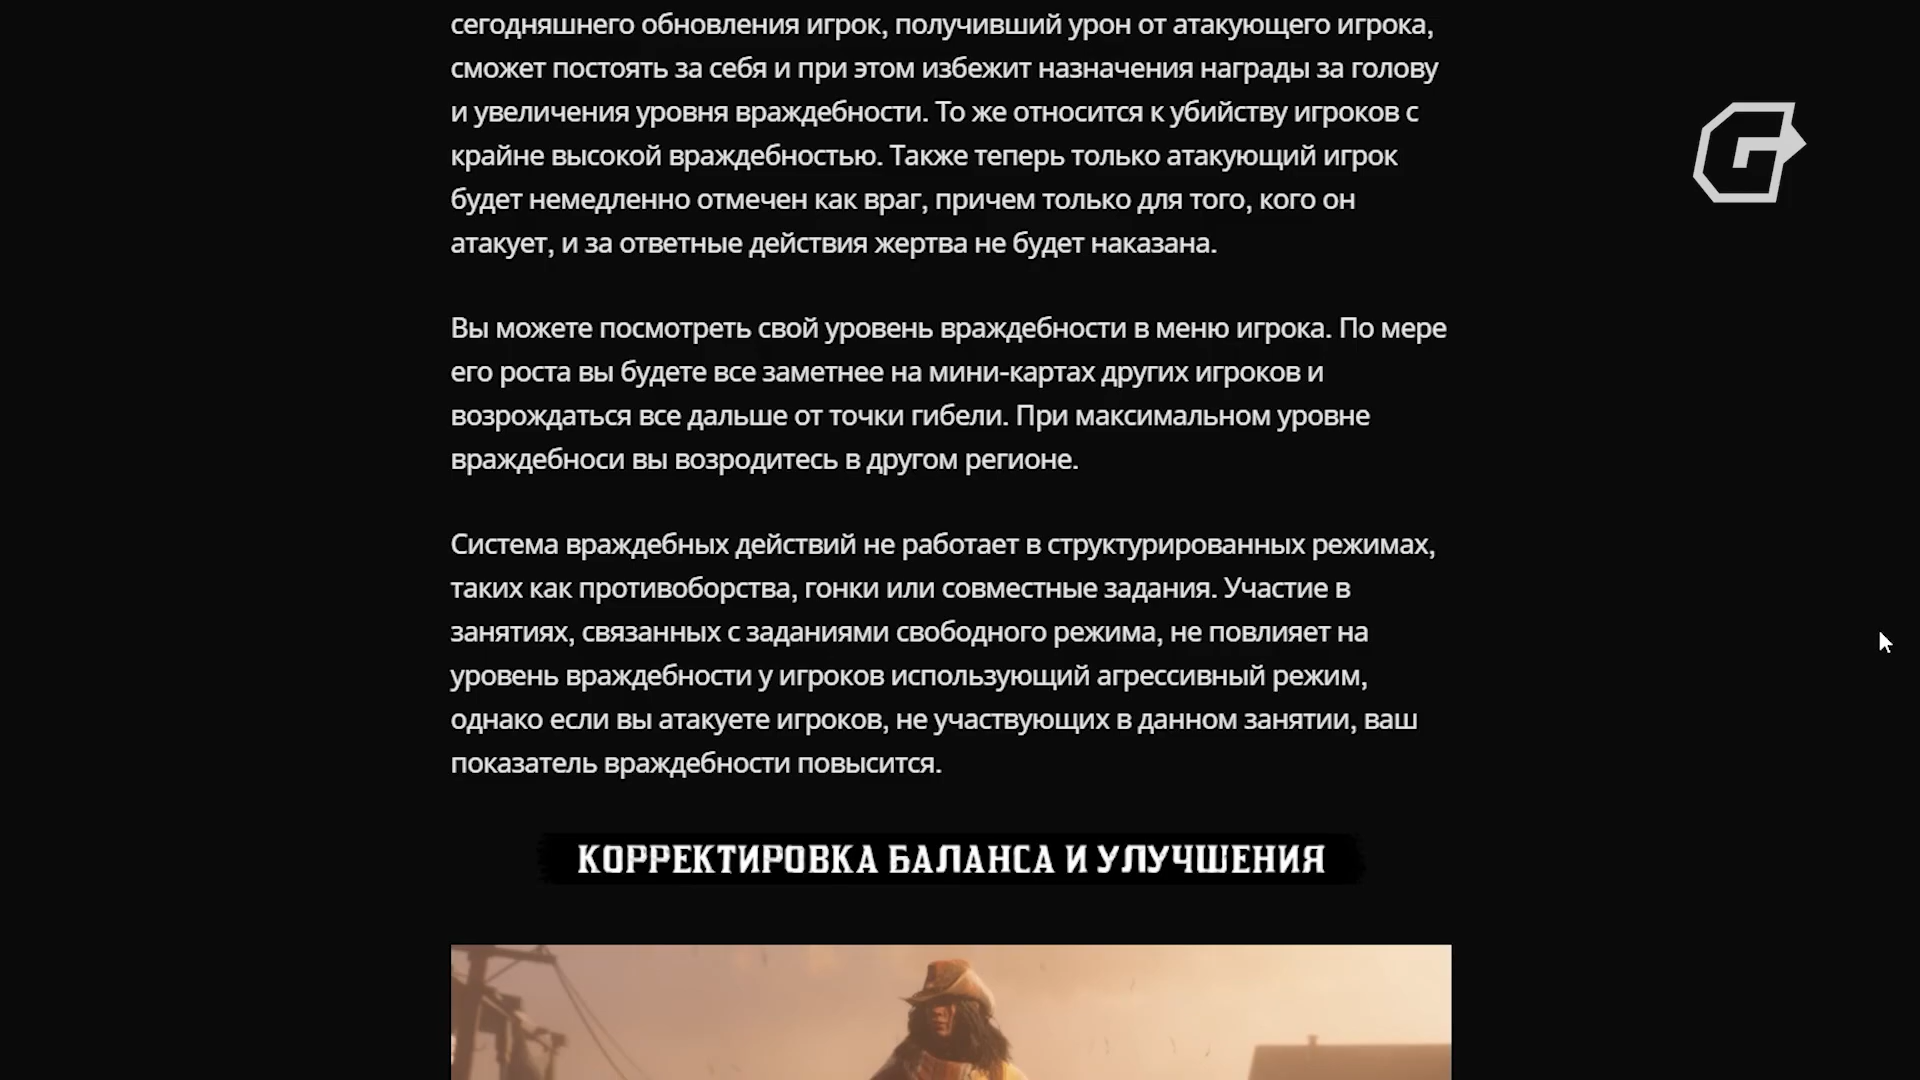 сегодняшнего обновления игрок, получивший урон от атакующего игрока,
сможет постоять за себя и при этом избежит назначения награды за голову
и увеличения уровня враждебности. То же относится к убийству игроков с
крайне высокой враждебностью. Также теперь только атакующий игрок
будет немедленно отмечен как враг, причем только для того, кого он
атакует, и за ответные действия жертва не будет наказана.
Вы можете посмотреть свой уровень враждебности в меню игрока. По мере
его роста вы будете все заметнее на мини-картах других игроков и
возрождаться все дальше от точки гибели. При максимальном уровне
враждебноси вы возродитесь в другом регионе.
Система враждебных действий не работает в структурированных режимах,
таких как противоборства, гонки или совместные задания. Участие в
занятиях, связанных с заданиями свободного режима, не повлияет на
уровень враждебности у игроков использующий агрессивный режим,
однако если вы атакуете игроков, не участвующих в данном занятии, ваш
показатель враждебности повысится.
КОРРЕКТИРОВКА БАЛАНСА И УЛУЧШЕНИЯ